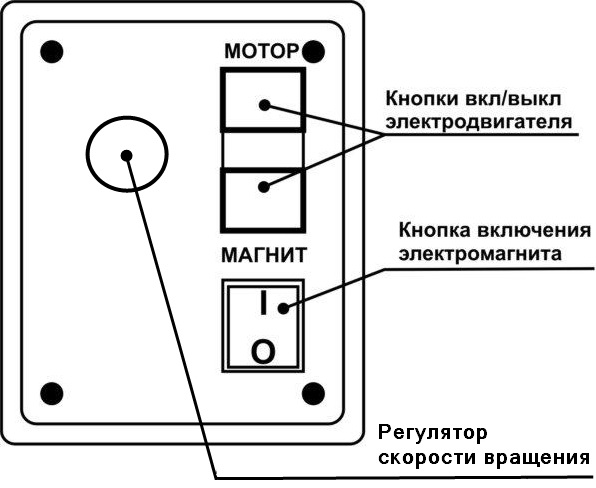 МОТОР
Кнопки вкл/выкл
электродвигателя
Кнопка включения
электромагнита
МАГНИТ
I
O
Регулятор
скорости вращения